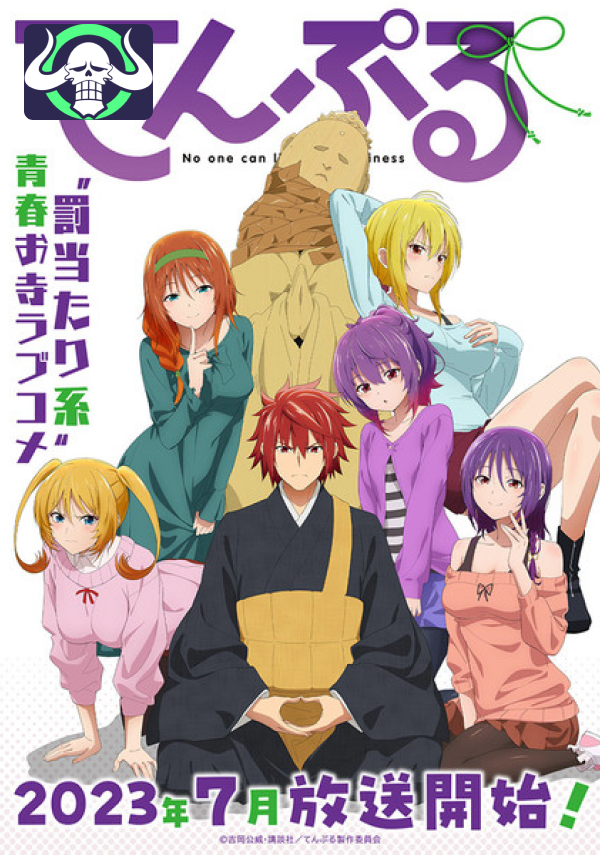 てんぷる
No one can l iness
“罰当たり系”
青春お寺ラブコメ
2023年7月放送開始!
©吉岡公威・講談社／てんぷる製作委員会